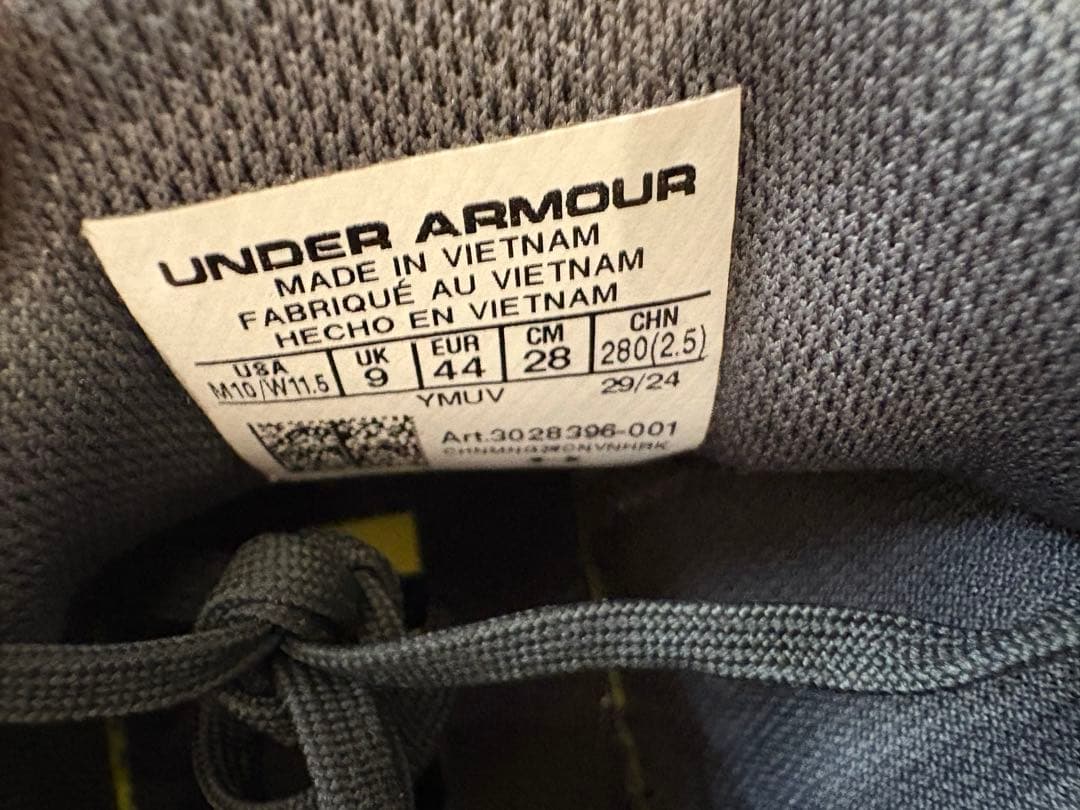 UNDER ARMOUR
MADE IN VIETNAM
FABRIQUÉ AU VIETNAM
HECHO EN VIETNAM
USA UK EUR CM CHN
M10/W11.5 9 44 28 280(2.5)
YMUV 29/24
Art.3028396-001